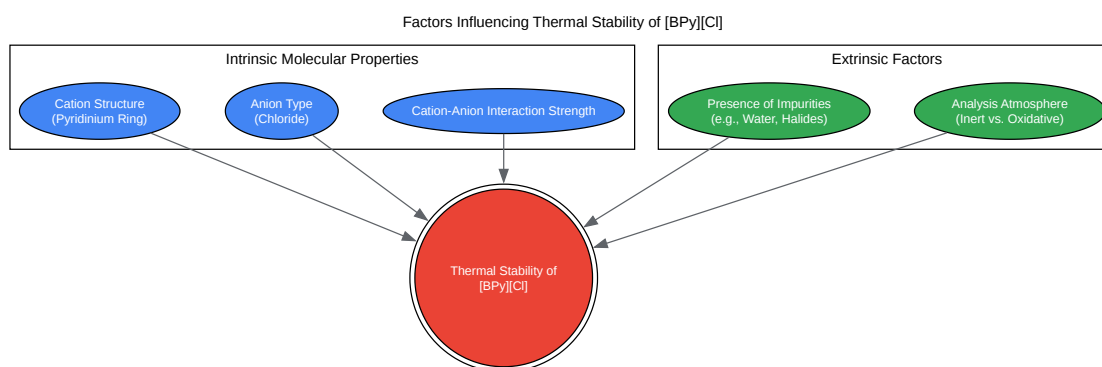 Factors Influencing Thermal Stability of [BPy][Cl]
Intrinsic Molecular Properties
Cation Structure
(Pyridinium Ring)
Anion Type
(Chloride)
Cation-Anion Interaction Strength
Extrinsic Factors
Presence of Impurities
(e.g., Water, Halides)
Analysis Atmosphere
(Inert vs. Oxidative)
Thermal Stability of
[BPy][Cl]